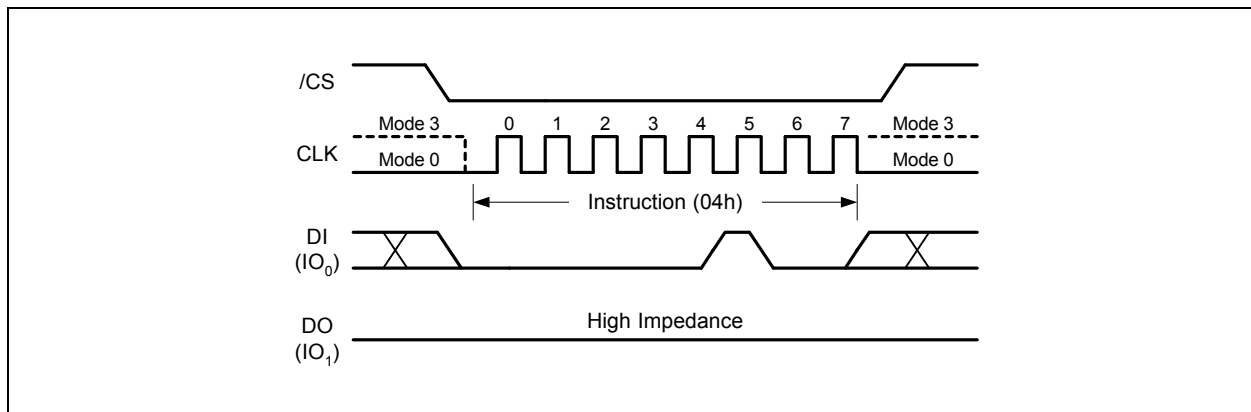 /CS
Mode 3 0 1 2 3 4 5 6 7 Mode 3
CLK
Mode 0 Mode 0
Instruction (04h)
DI
(IO₀)
High Impedance
DO
(IO₁)